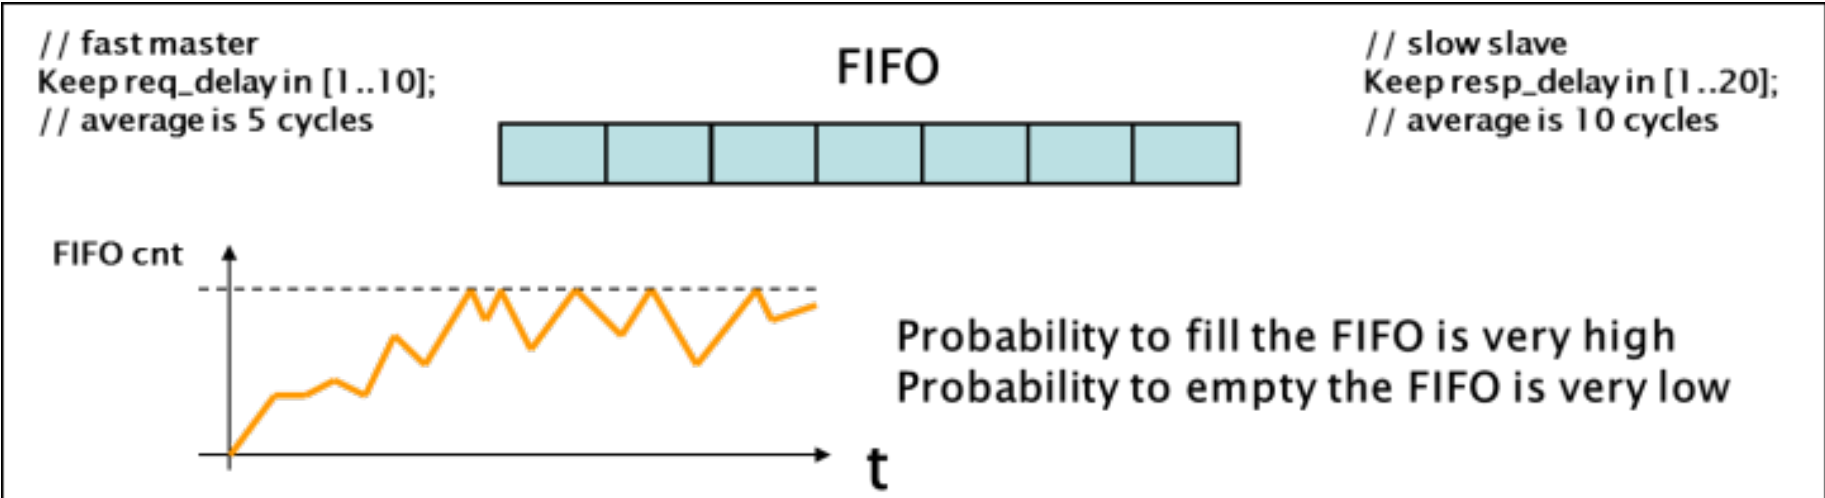 // fast master
Keep req_delay in [1..10];
// average is 5 cycles
FIFO
// slow slave
Keep resp_delay in [1..20];
// average is 10 cycles
FIFO cnt
Probability to fill the FIFO is very high
Probability to empty the FIFO is very low
t